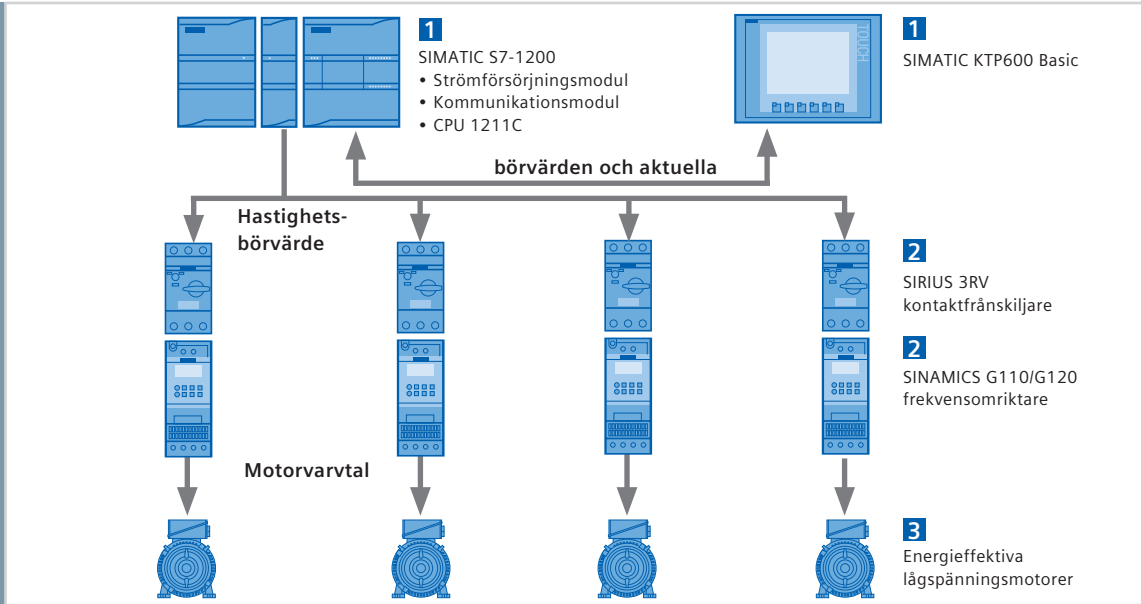 1
SIMATIC S7-1200
• Strömförsörjningsmodul
• Kommunikationsmodul
• CPU 1211C
1
SIMATIC KTP600 Basic
TOUCH
börvärden och aktuella
Hastighets-
börvärde
2
SIRIUS 3RV
kontaktfrånskiljare
2
SINAMICS G110/G120
frekvensomriktare
Motorvarvtal
3
Energieffektiva
lågspänningsmotorer